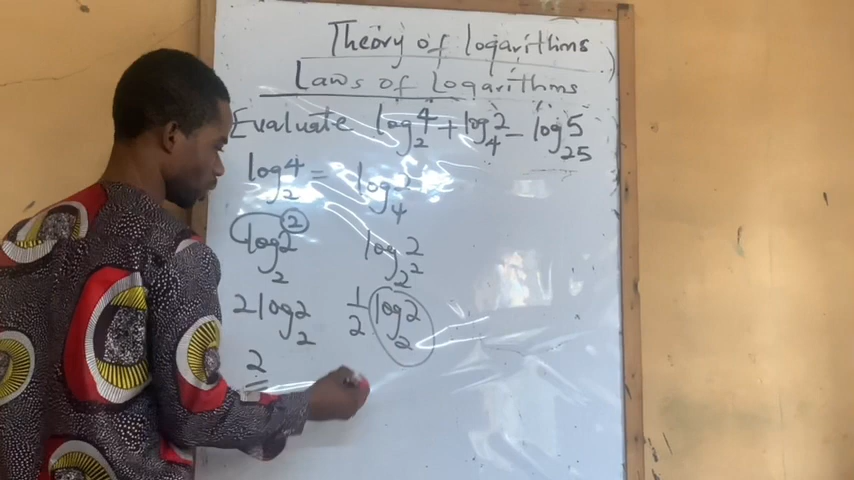 Theory of logarithms
Laws of Logarithms
Evaluate log₂4 + log₄2 - log₂₅5
log₂4 = log₄2
log₂2② log₂²2
2log₂2 1/2 log₂2
2